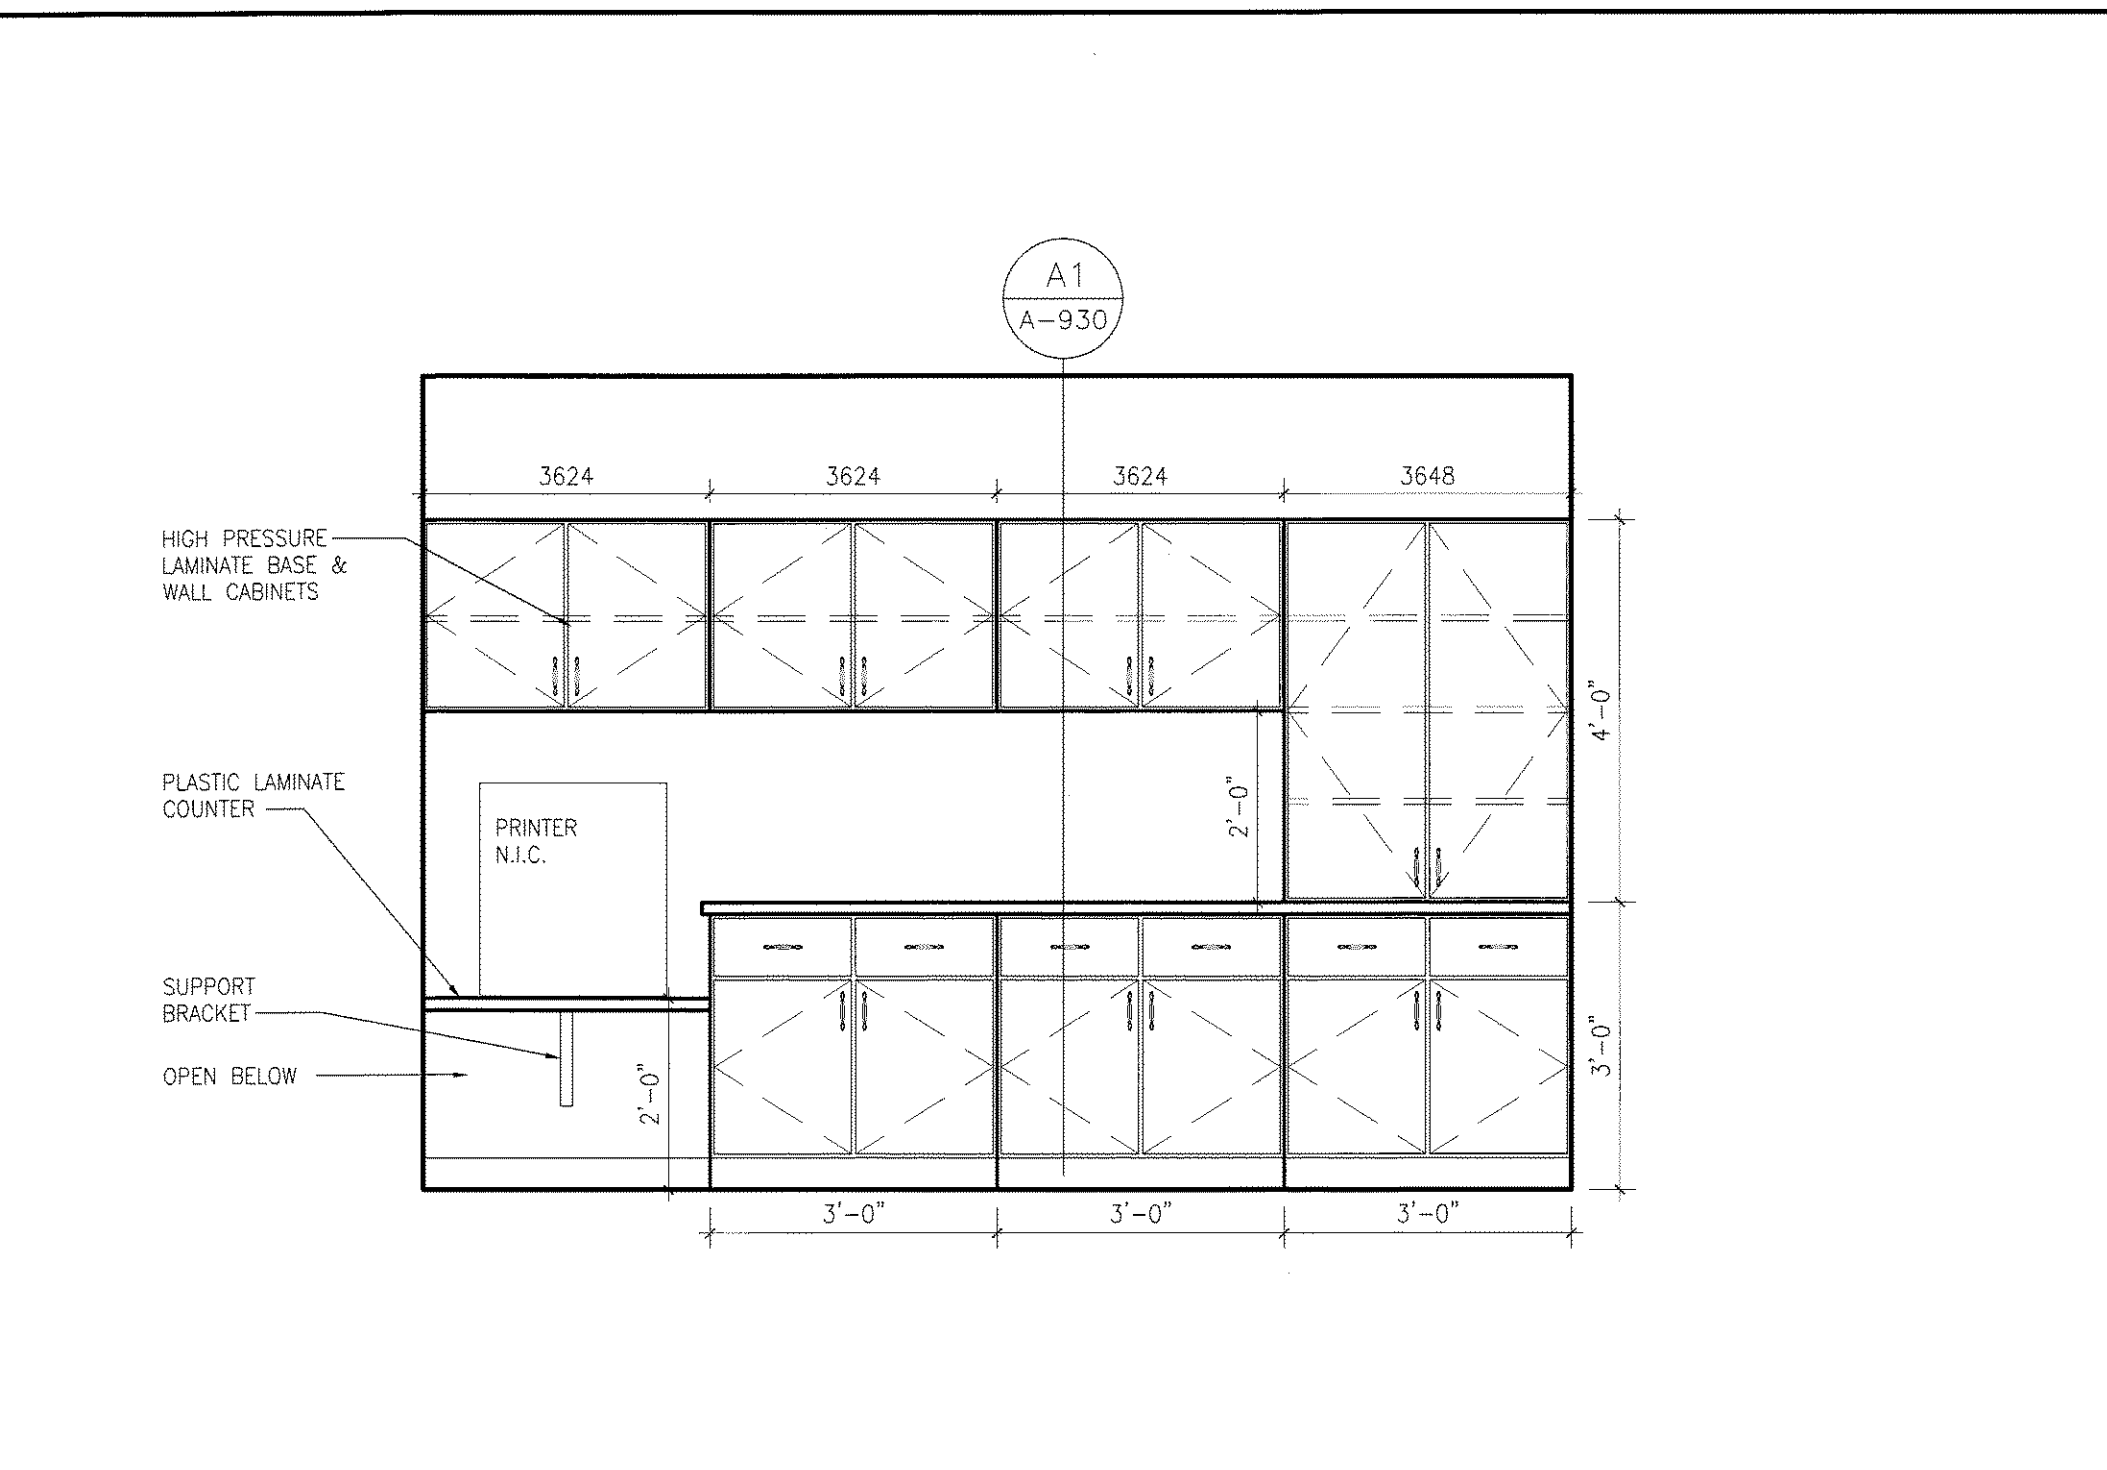 A1
A-930
3624 3624 3624 3648
HIGH PRESSURE
LAMINATE BASE &
WALL CABINETS
4'-0"
PLASTIC LAMINATE
COUNTER
2'-0"
PRINTER
N.I.C.
SUPPORT
BRACKET
OPEN BELOW
2'-0"
3'-0"
3'-0" 3'-0" 3'-0"